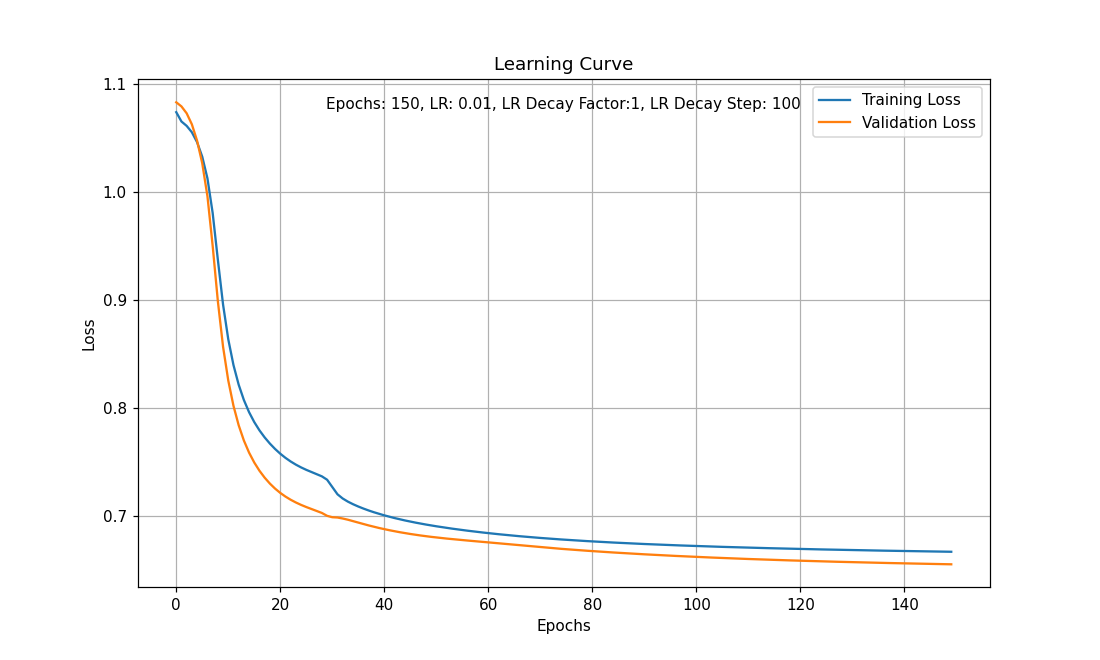 Learning Curve
Epochs: 150, LR: 0.01, LR Decay Factor:1, LR Decay Step: 100
Training Loss
Validation Loss
1.1
1.0
0.9
0.8
0.7
Loss
0 20 40 60 80 100 120 140
Epochs